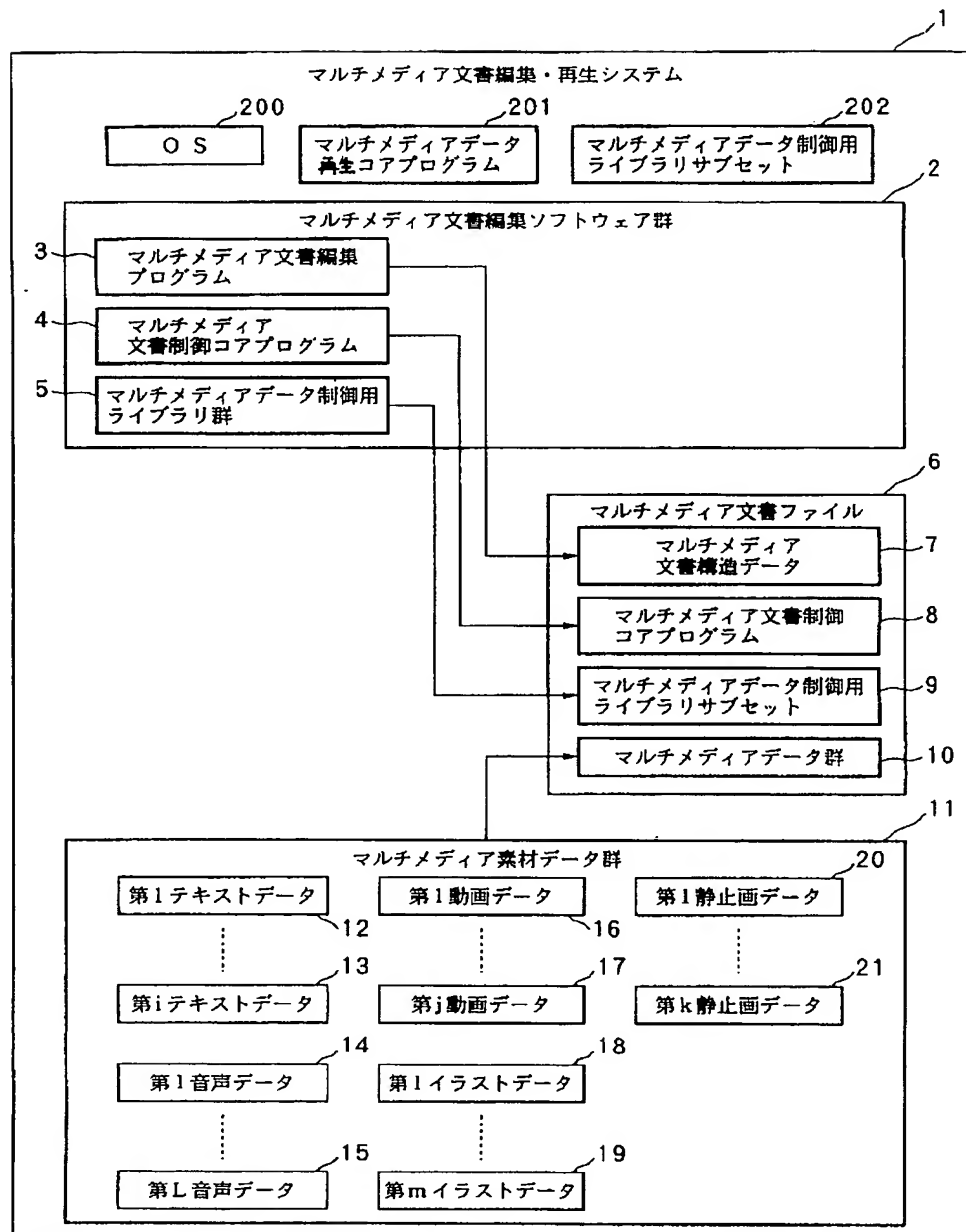 1
マルチメディア文書編集・再生システム
200
201
202
OS
マルチメディアデータ
再生コアプログラム
マルチメディアデータ制御用
ライブラリサブセット
2
マルチメディア文書編集ソフトウェア群
3
マルチメディア文書編集
プログラム
4
マルチメディア
文書制御コアプログラム
5
マルチメディアデータ制御用
ライブラリ群
6
マルチメディア文書ファイル
マルチメディア
文書構造データ
7
マルチメディア文書制御
コアプログラム
8
マルチメディアデータ制御用
ライブラリサブセット
9
マルチメディアデータ群
10
11
マルチメディア素材データ群
20
第1テキストデータ
第1動画データ
第1静止画データ
12
16
13
17
21
第iテキストデータ
第j動画データ
第k静止画データ
14
18
第1音声データ
第1イラストデータ
15
19
第L音声データ
第mイラストデータ